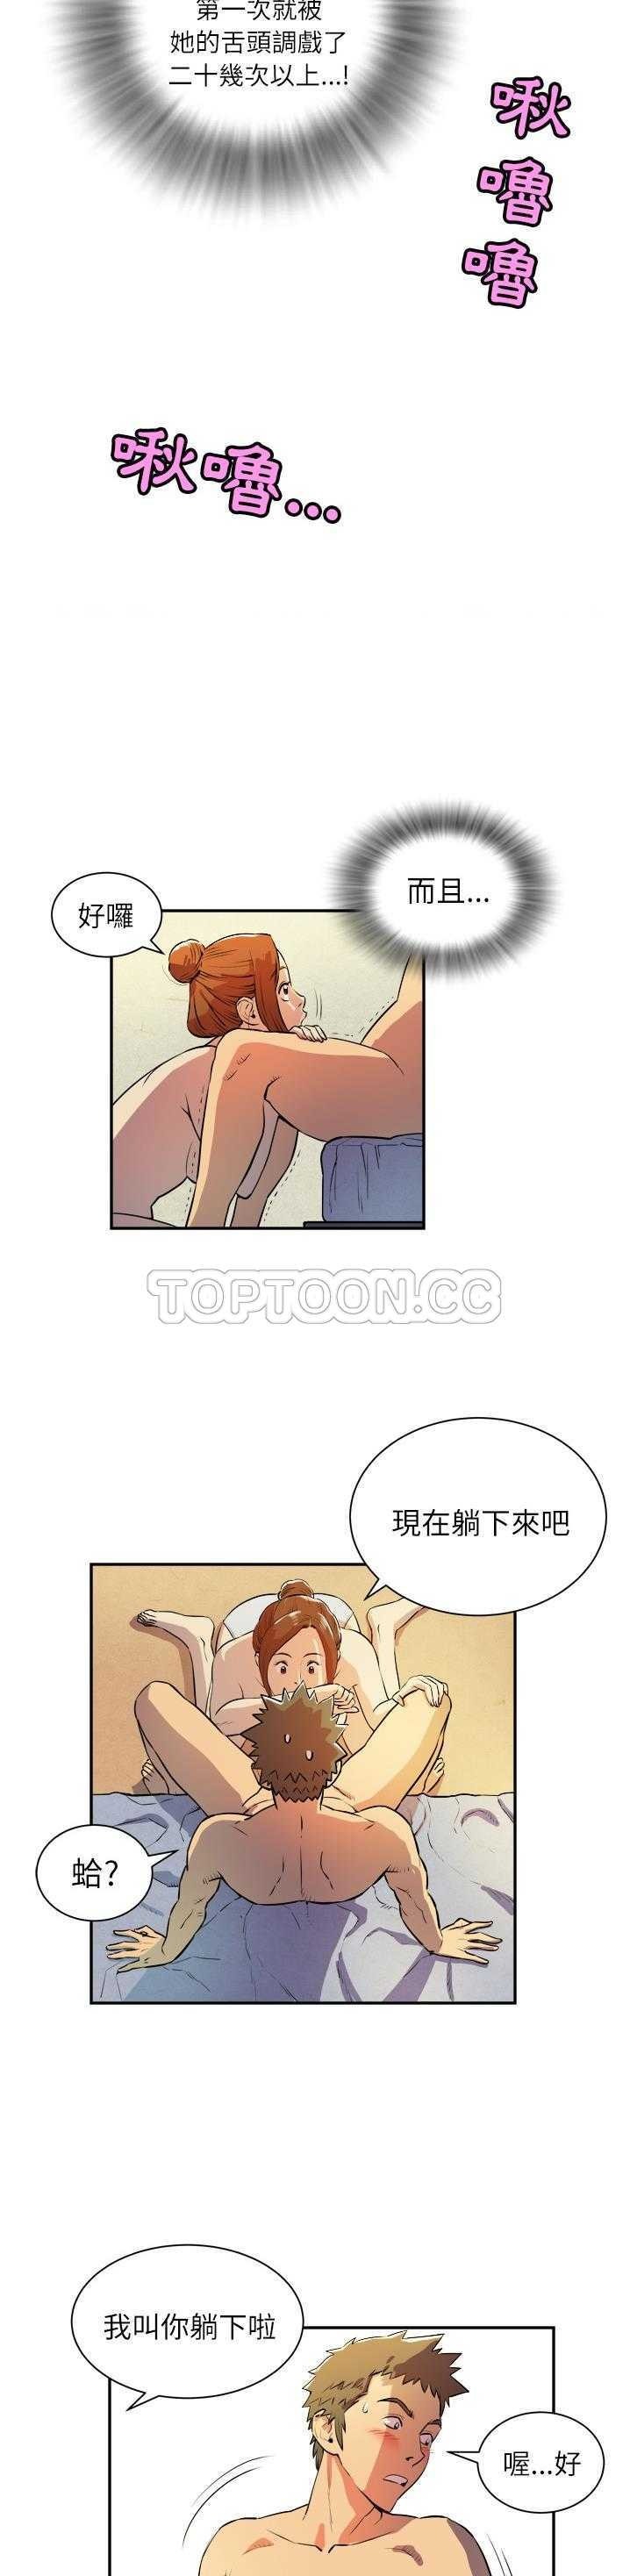 第一次就被
她的舌頭調戲了
二十幾次以上...!
啾
嚕
嚕
啾嚕...
而且...
好囉
TOPTOON.CC
現在躺下來吧
蛤?
我叫你躺下啦
喔...好